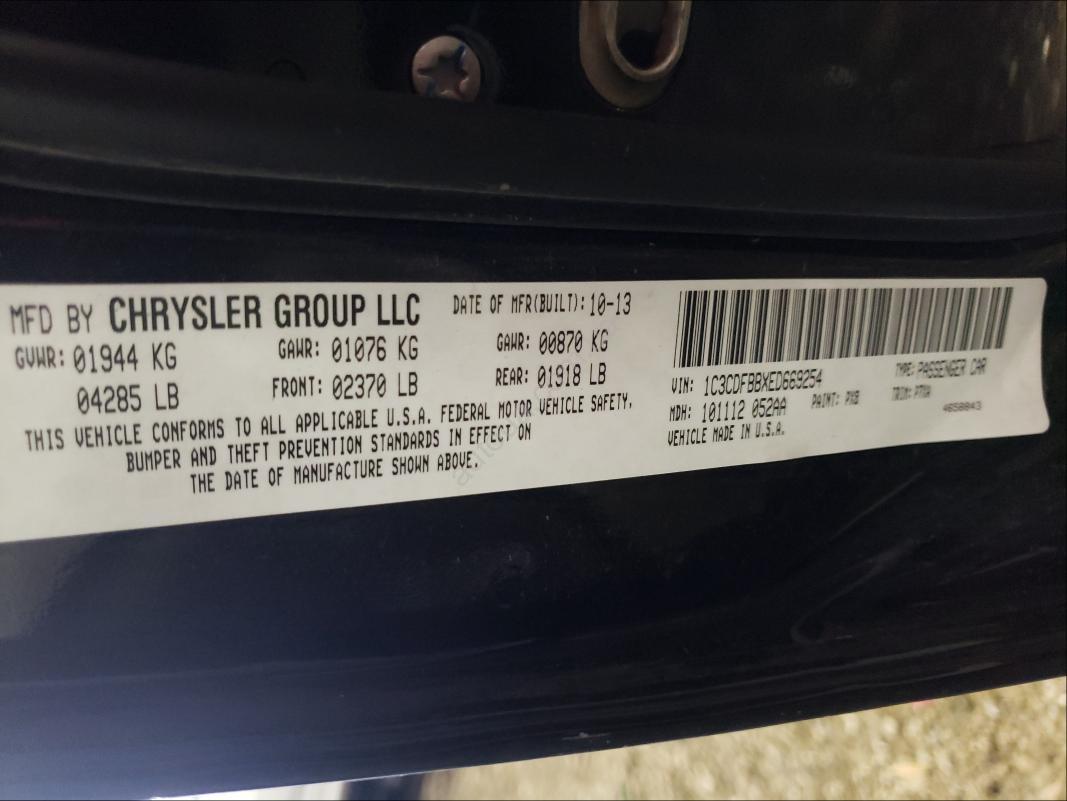 MFD BY CHRYSLER GROUP LLC DATE OF MFR(BUILT): 10-13
GVWR: 01944 KG GAWR: 01076 KG GAWR: 00870 KG
04285 LB FRONT: 02370 LB REAR: 01918 LB
THIS VEHICLE CONFORMS TO ALL APPLICABLE U.S.A. FEDERAL MOTOR VEHICLE SAFETY,
BUMPER AND THEFT PREVENTION STANDARDS IN EFFECT ON
THE DATE OF MANUFACTURE SHOWN ABOVE.
VIN: 1C3CDFBBXED669254 TYPE: PASSENGER CAR
MDH: 101112 052AA PAINT: PXB TRIM:
VEHICLE MADE IN U.S.A. 4658843